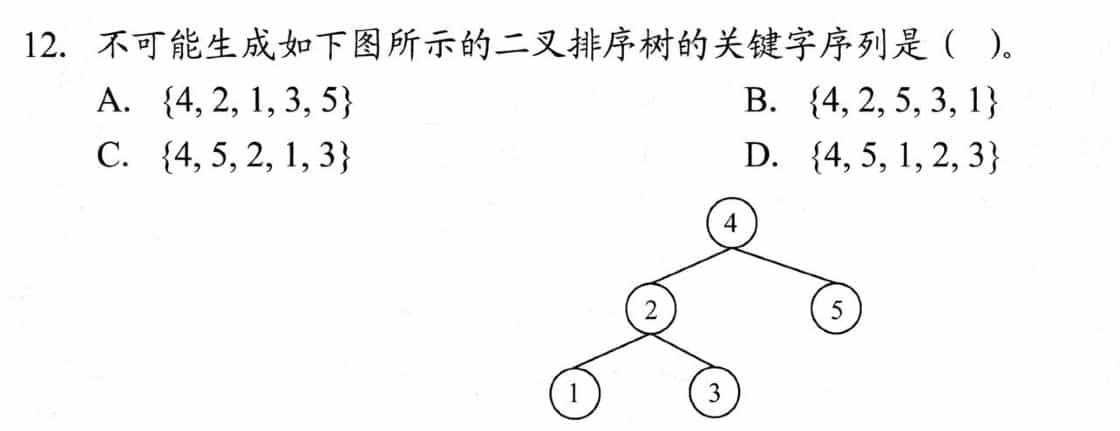 12. 不可能生成如下图所示的二叉排序树的关键字序列是（ ）。
A. {4, 2, 1, 3, 5} B. {4, 2, 5, 3, 1}
C. {4, 5, 2, 1, 3} D. {4, 5, 1, 2, 3}
4
2 5
1 3